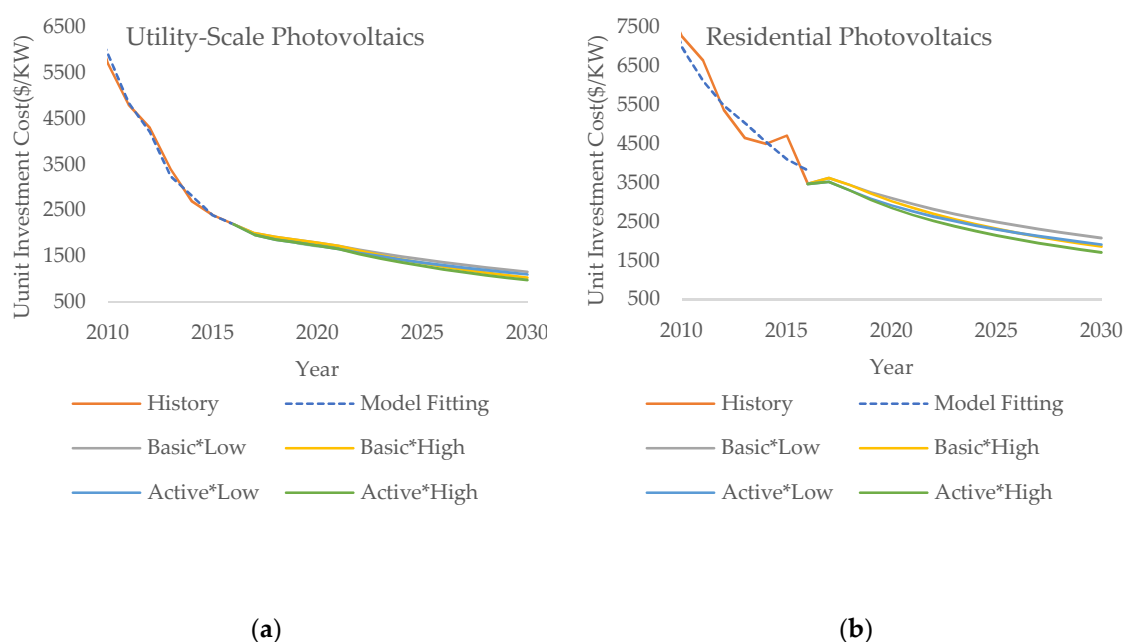 Utility-Scale Photovoltaics
Uunit Investment Cost($/KW)
6500
5500
4500
3500
2500
1500
500
2010
2015
2020
2025
2030
Year
History
Model Fitting
Basic*Low
Basic*High
Active*Low
Active*High
(a)
Residential Photovoltaics
Unit Investment Cost($/KW)
7500
6500
5500
4500
3500
2500
1500
500
2010
2015
2020
2025
2030
Year
History
Model Fitting
Basic*Low
Basic*High
Active*Low
Active*High
(b)